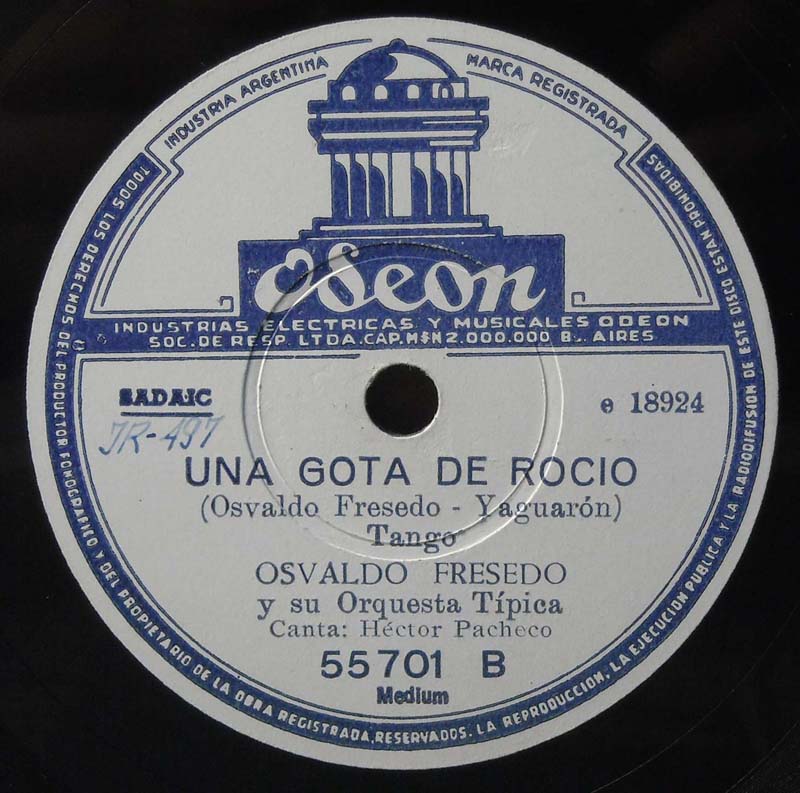 INDUSTRIA ARGENTINA
MARCA REGISTRADA
Odeon
INDUSTRIAS ELECTRICAS Y MUSICALES ODEON
SOC. DE RESP. LTDA. CAP. M$N 2.000.000 B. AIRES
SADAIC
e 18924
JR-497
UNA GOTA DE ROCIO
(Osvaldo Fresedo - Yaguarón)
Tango
OSVALDO FRESEDO
y su Orquesta Típica
Canta: Héctor Pacheco
55701 B
Medium
TODOS LOS DERECHOS DEL PRODUCTOR FONOGRAFICO Y DEL PROPIETARIO DE LA OBRA REGISTRADA, RESERVADOS. LA REPRODUCCION, LA EJECUCION PUBLICA Y LA RADIODIFUSION DE ESTE DISCO ESTAN PROHIBIDAS